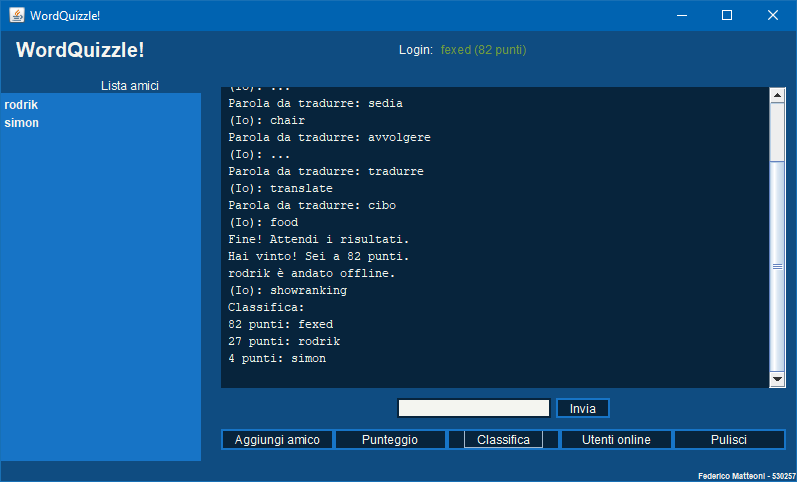 WordQuizzle!
WordQuizzle!
Login: fexed (82 punti)
Lista amici
rodrik
simon
(Io): ...
Parola da tradurre: sedia
(Io): chair
Parola da tradurre: avvolgere
(Io): ...
Parola da tradurre: tradurre
(Io): translate
Parola da tradurre: cibo
(Io): food
Fine! Attendi i risultati.
Hai vinto! Sei a 82 punti.
rodrik è andato offline.
(Io): showranking
Classifica:
82 punti: fexed
27 punti: rodrik
4 punti: simon
Invia
Aggiungi amico Punteggio Classifica Utenti online Pulisci
Federico Matteoni - 530257